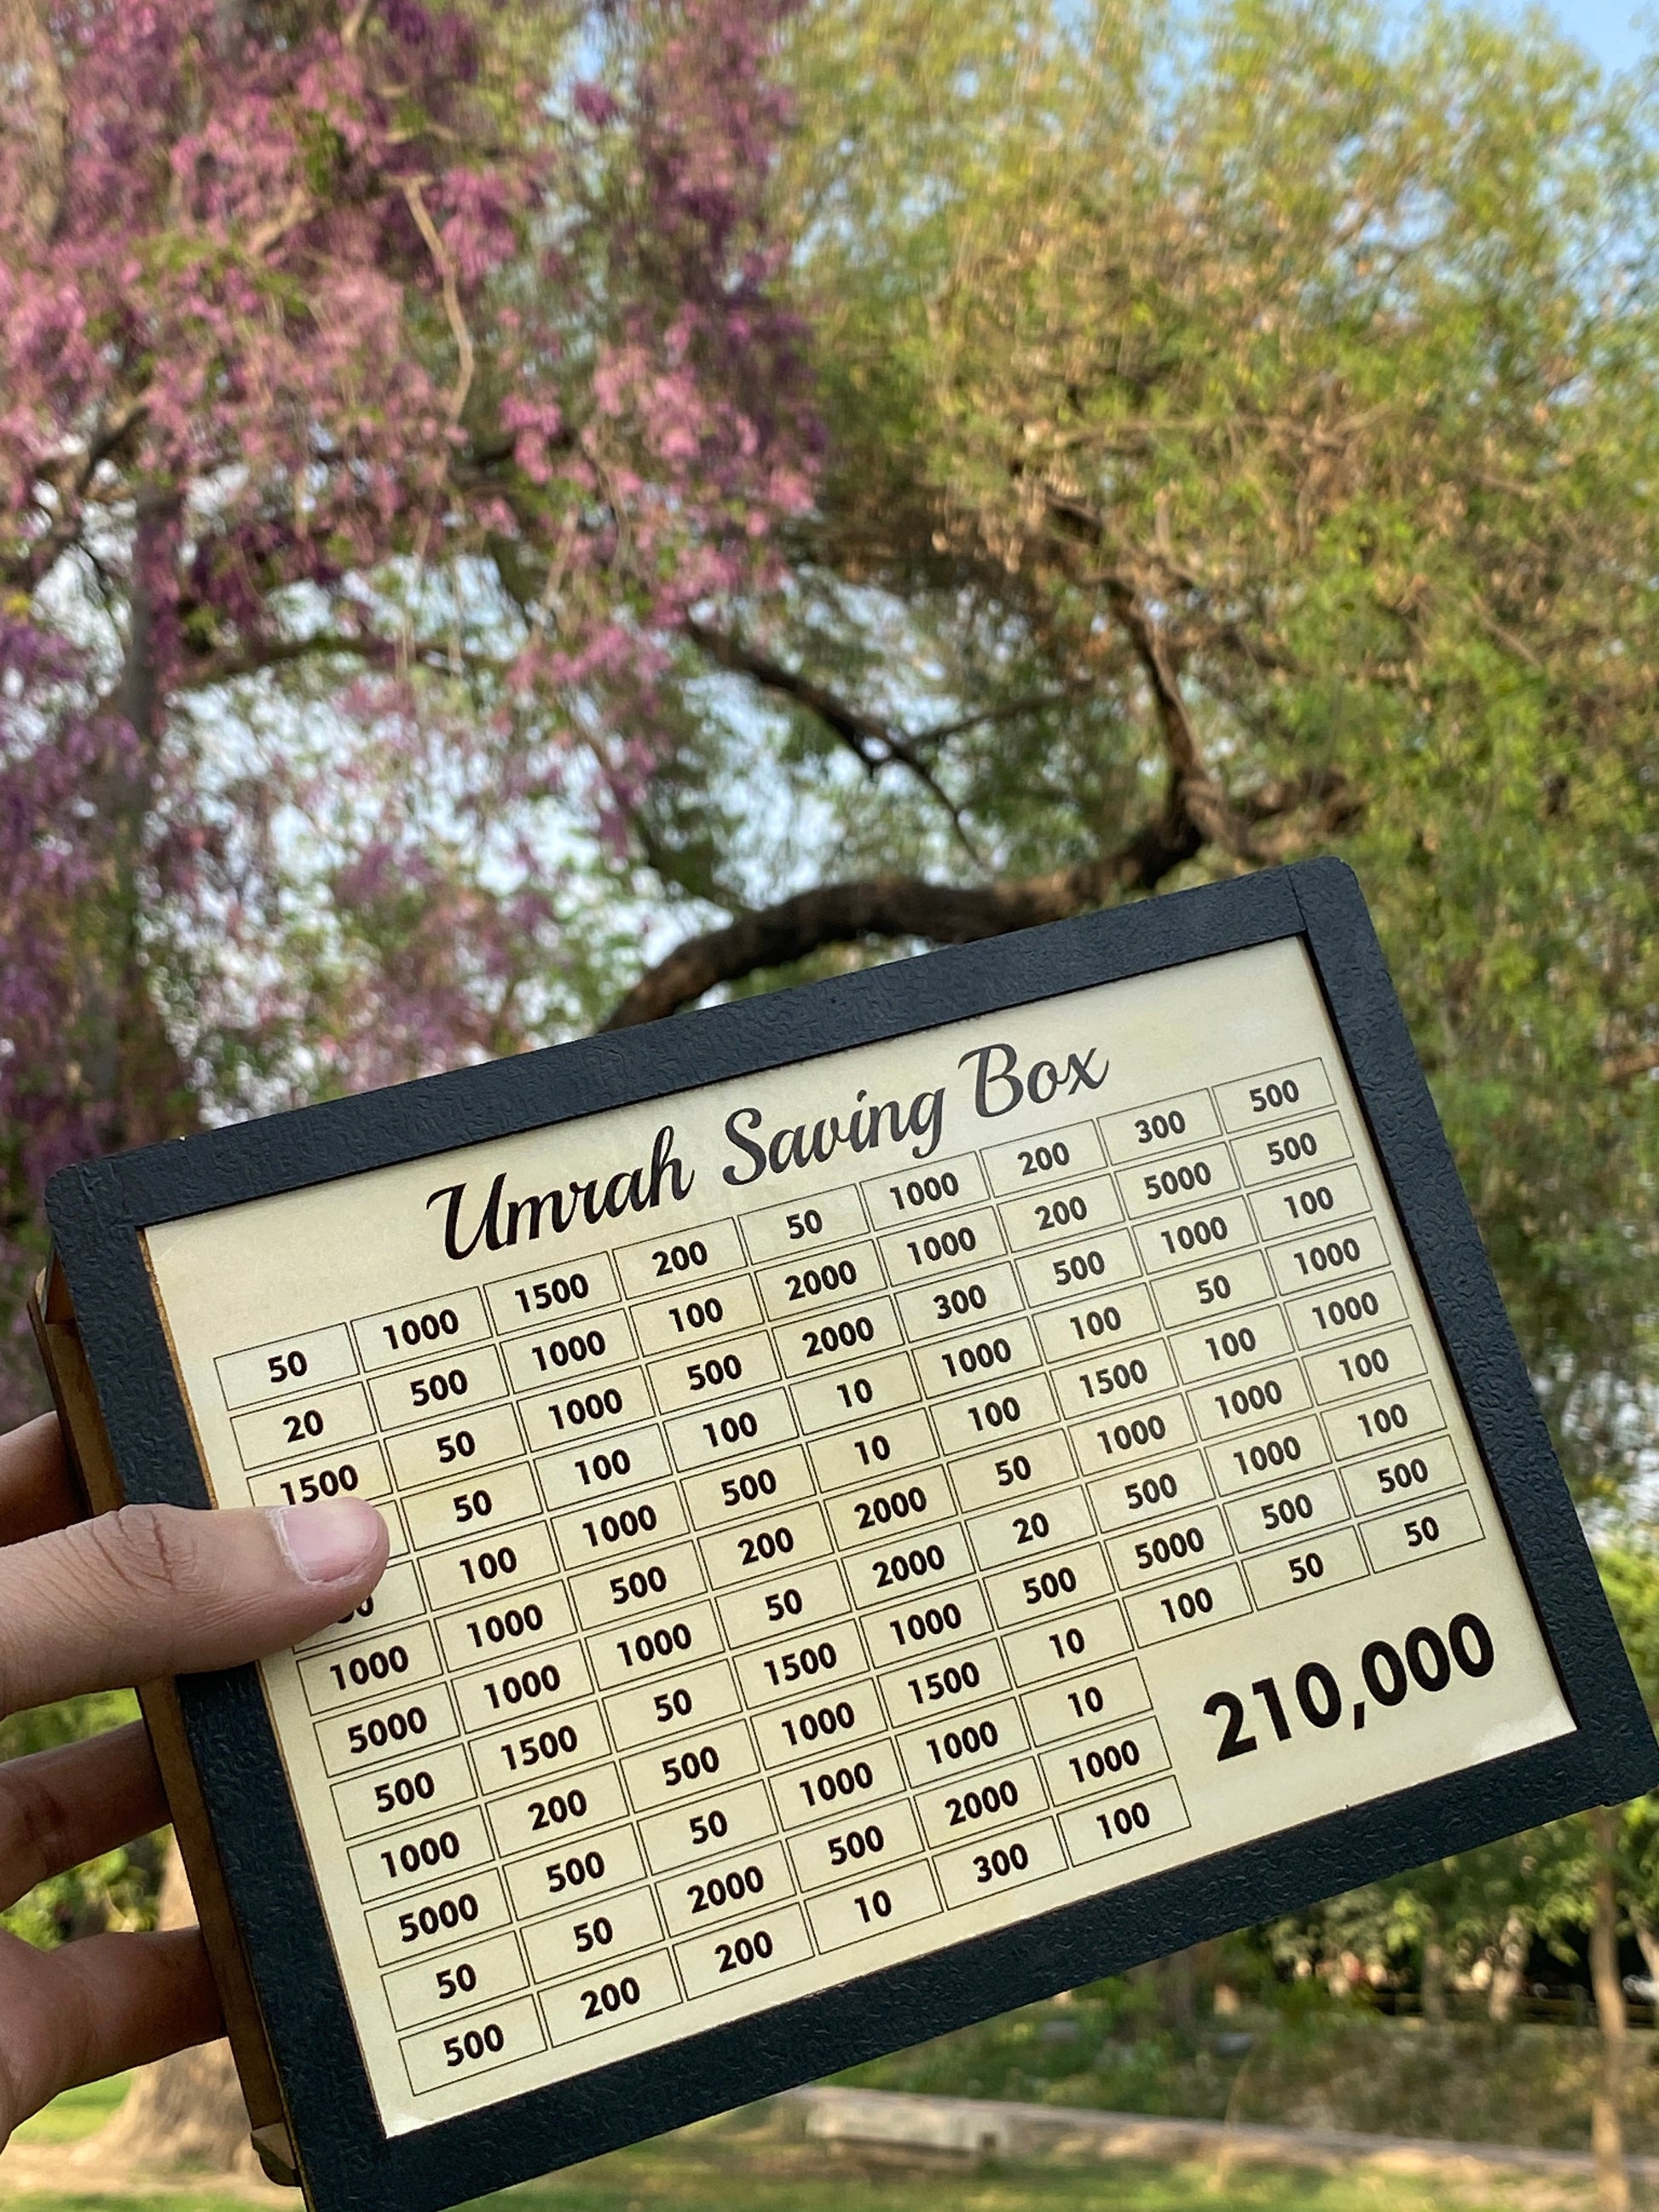 Umrah Saving Box
50 1000 1500 200 50 1000 200 300 500
20 500 1000 100 2000 1000 200 5000 500
1500 50 1000 500 2000 300 500 1000 100
50 100 100 10 1000 100 50 1000
100 1000 500 10 100 1500 100 1000
1000 1000 500 200 2000 50 1000 1000 100
5000 1000 1000 50 2000 20 500 1000 100
500 1500 50 1500 1000 500 5000 500 500
1000 200 500 1000 1500 10 100 50 50
5000 500 50 1000 1000 10
50 50 2000 500 2000 1000
500 200 200 10 300 100
210,000